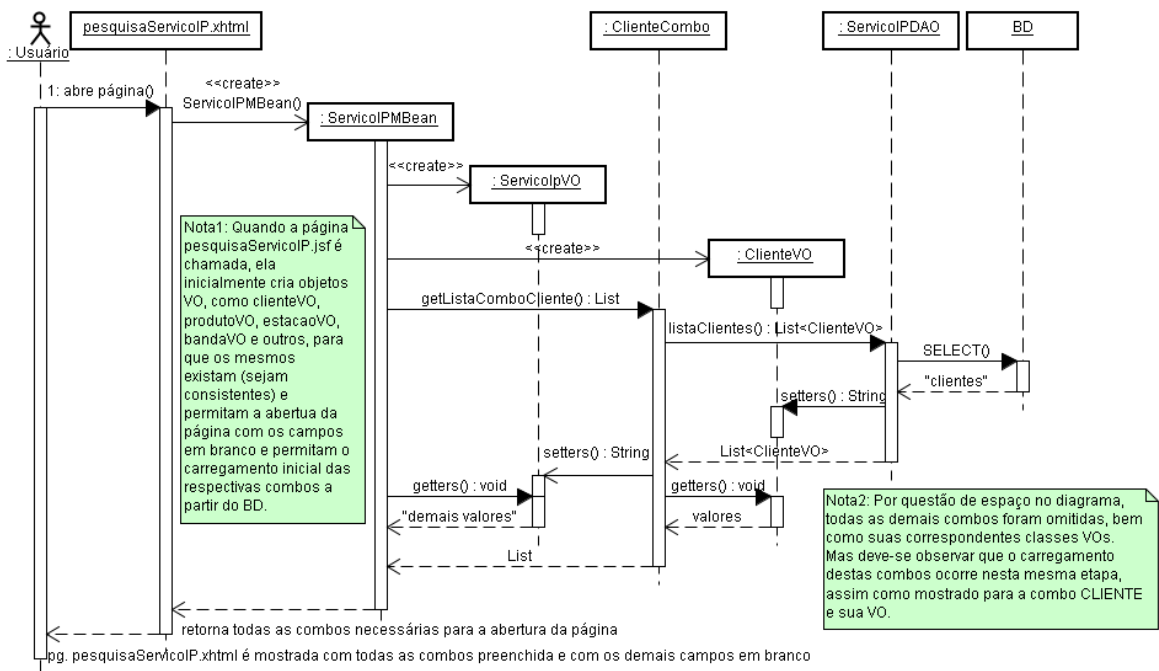 pesquisaServicoIP.xhtml
: ClienteCombo
: ServicoIPDAO
BD
: Usuário
1: abre página()
<<create>>
ServicoIPMBean()
: ServicoIPMBean
<<create>>
: ServicoIpVO
<<create>>
: ClienteVO
Nota1: Quando a página
pesquisaServicoIP.jsf é
chamada, ela
inicialmente cria objetos
VO, como clienteVO,
produtoVO, estacaoVO,
bandaVO e outros, para
que os mesmos
existam (sejam
consistentes) e
permitam a abertua da
página com os campos
em branco e permitam o
carregamento inicial das
respectivas combos a
partir do BD.
getListaComboCliente() : List
listaClientes() : List<ClienteVO>
SELECT()
"clientes"
setters() : String
List<ClienteVO>
setters() : String
getters() : void
getters() : void
"demais valores"
valores
List
Nota2: Por questão de espaço no diagrama,
todas as demais combos foram omitidas, bem
como suas correspondentes classes VOs.
Mas deve-se observar que o carregamento
destas combos ocorre nesta mesma etapa,
assim como mostrado para a combo CLIENTE
e sua VO.
retorna todas as combos necessárias para a abertura da página
pg. pesquisaServicoIP.xhtml é mostrada com todas as combos preenchida e com os demais campos em branco